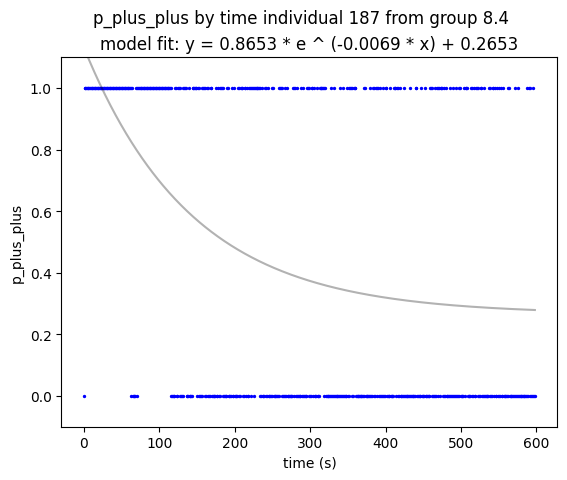 p_plus_plus by time individual 187 from group 8.4
model fit: y = 0.8653 * e ^ (-0.0069 * x) + 0.2653
1.0
0.8
0.6
0.4
0.2
0.0
p_plus_plus
0 100 200 300 400 500 600
time (s)